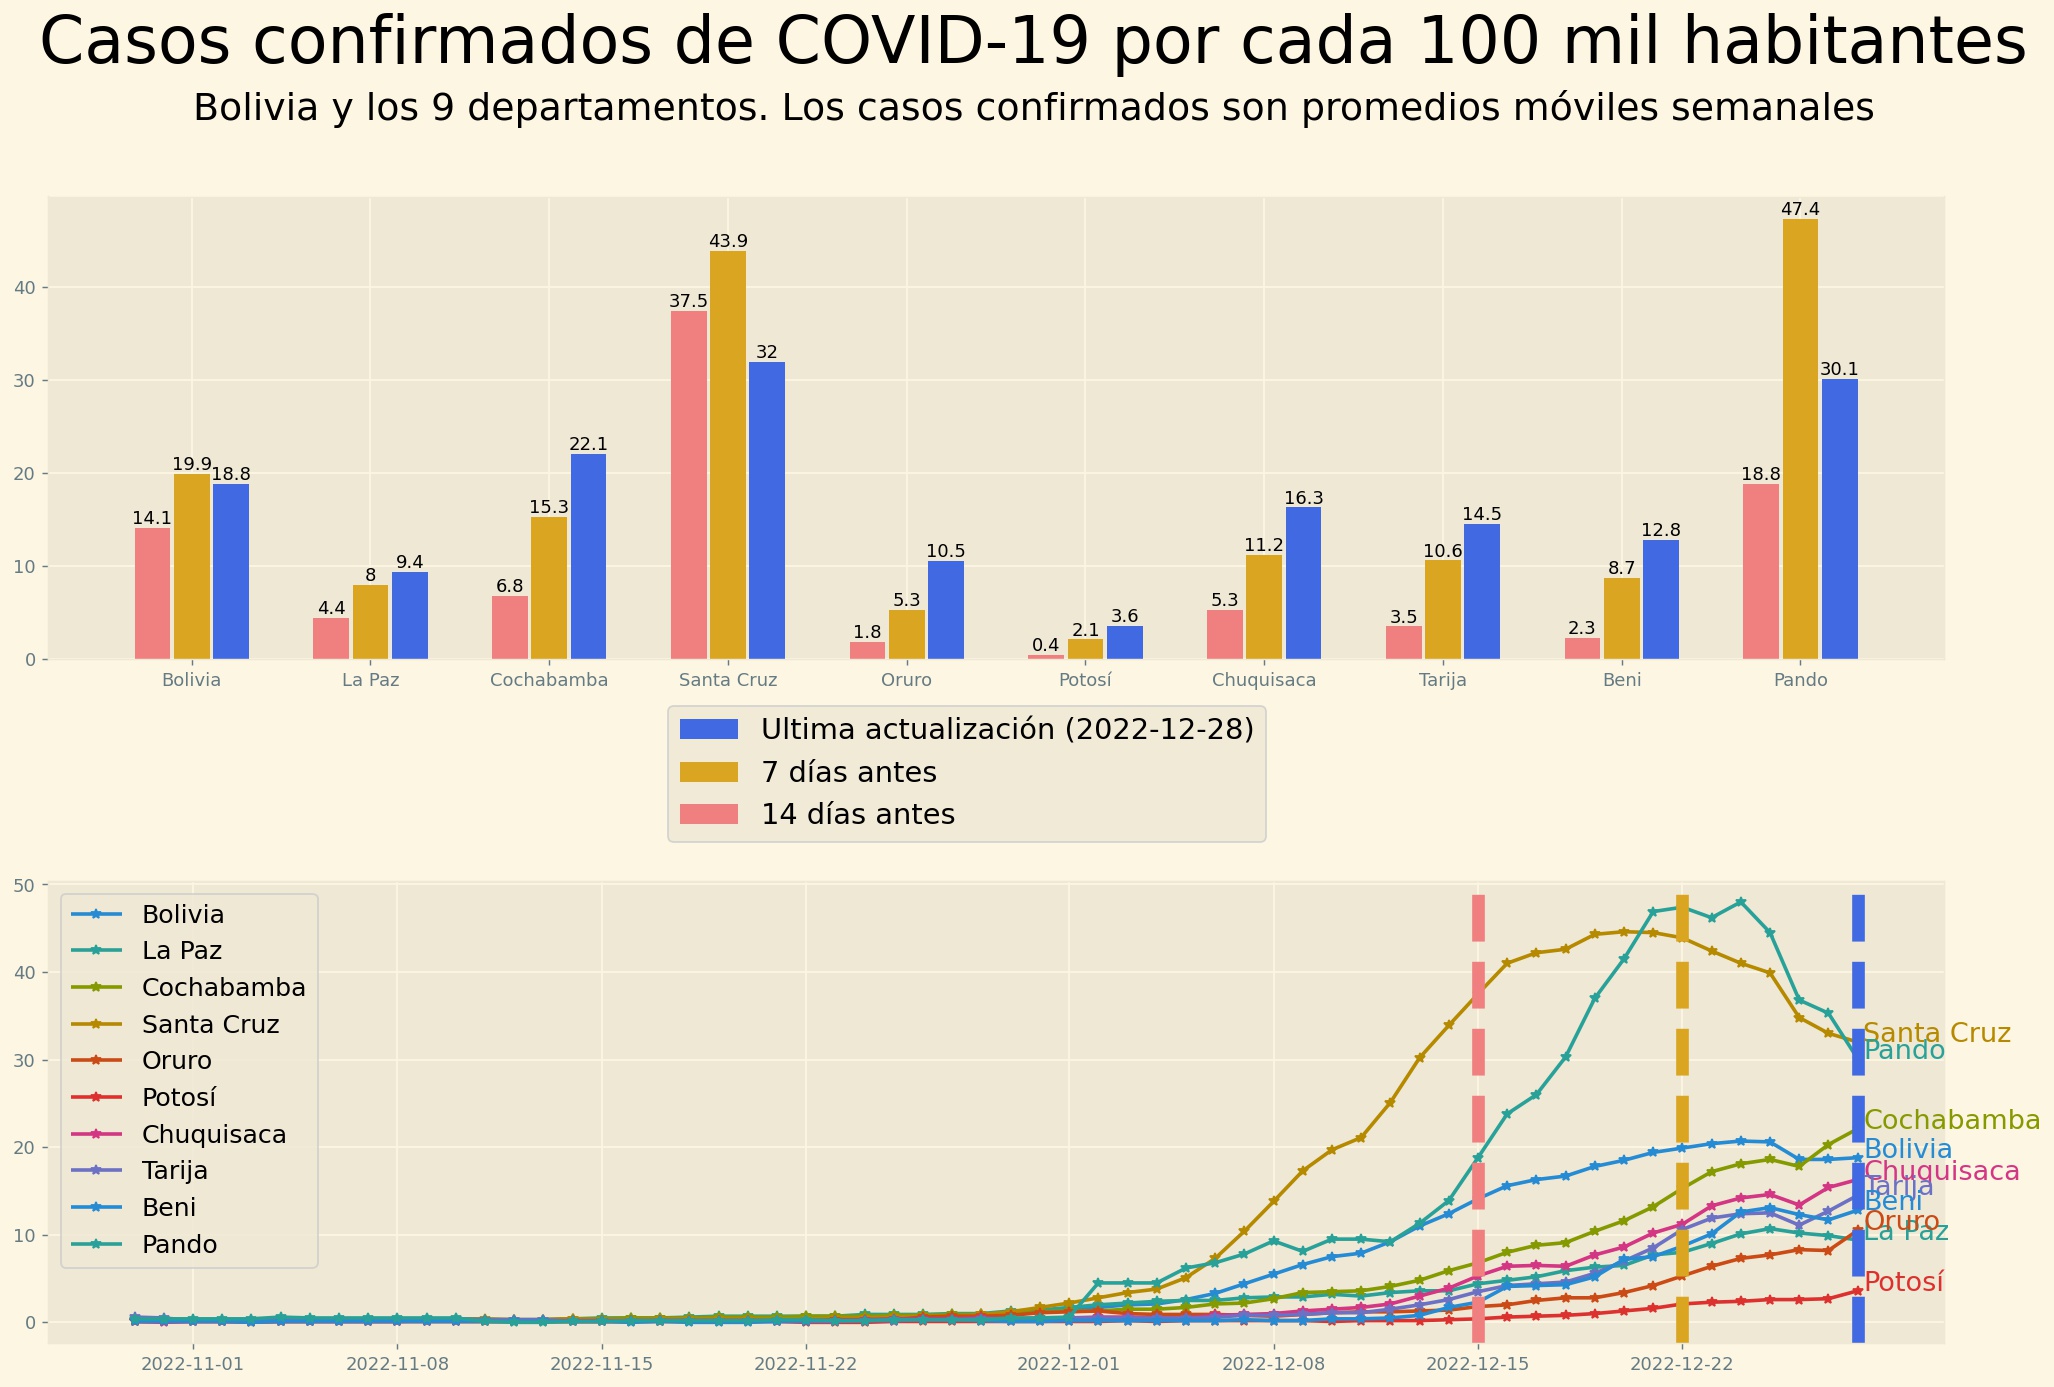 Casos confirmados de COVID-19 por cada 100 mil habitantes
Bolivia y los 9 departamentos. Los casos confirmados son promedios móviles semanales
40
30
20
10
0
14.1 19.9 18.8
4.4 8 9.4
6.8 15.3 22.1
37.5 43.9 32
1.8 5.3 10.5
0.4 2.1 3.6
5.3 11.2 16.3
3.5 10.6 14.5
2.3 8.7 12.8
18.8 47.4 30.1
Bolivia La Paz Cochabamba Santa Cruz Oruro Potosí Chuquisaca Tarija Beni Pando
Ultima actualización (2022-12-28)
7 días antes
14 días antes
50
40
30
20
10
0
Bolivia
La Paz
Cochabamba
Santa Cruz
Oruro
Potosí
Chuquisaca
Tarija
Beni
Pando
Santa Cruz
Pando
Cochabamba
Bolivia
Chuquisaca
Tarija
Beni
Oruro
La Paz
Potosí
2022-11-01 2022-11-08 2022-11-15 2022-11-22 2022-12-01 2022-12-08 2022-12-15 2022-12-22